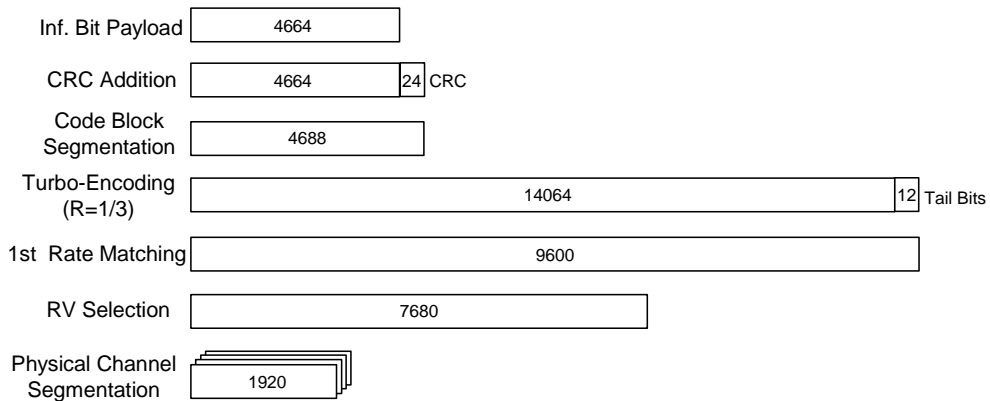 Inf. Bit Payload
4664
CRC Addition
4664
24
CRC
Code Block
Segmentation
4688
Turbo-Encoding
(R=1/3)
14064
12
Tail Bits
1st Rate Matching
9600
RV Selection
7680
Physical Channel
Segmentation
1920